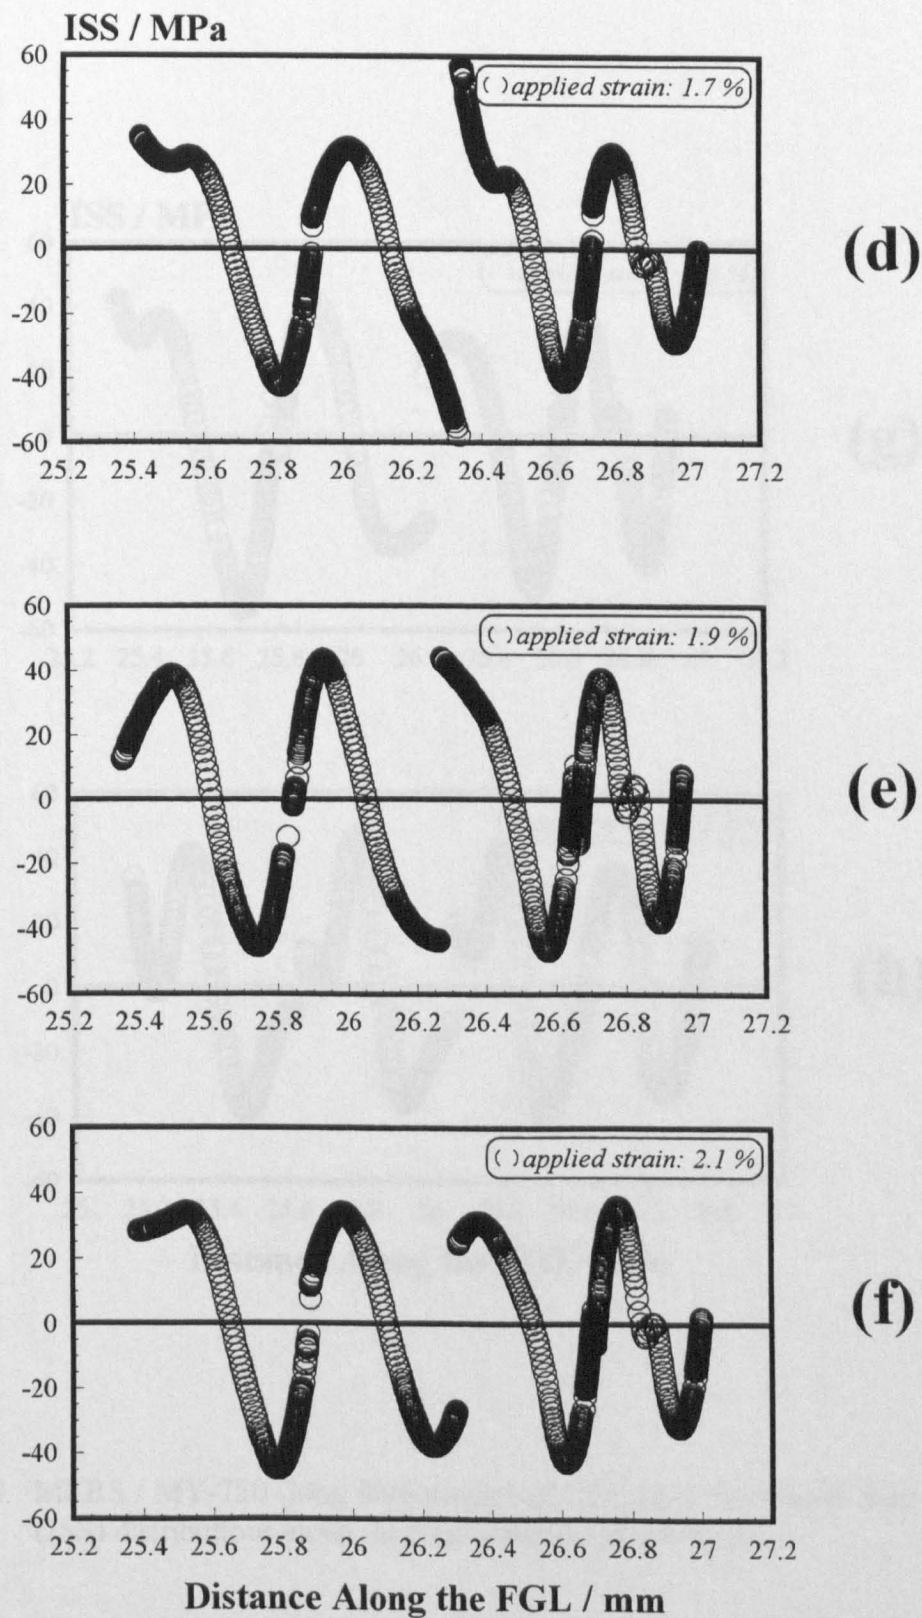 ISS / MPa
60
( ) applied strain: 1.7 %
40
20
0
-20
-40
-60
25.2 25.4 25.6 25.8 26 26.2 26.4 26.6 26.8 27 27.2
(d)
60
( ) applied strain: 1.9 %
40
20
0
-20
-40
-60
25.2 25.4 25.6 25.8 26 26.2 26.4 26.6 26.8 27 27.2
(e)
60
( ) applied strain: 2.1 %
40
20
0
-20
-40
-60
25.2 25.4 25.6 25.8 26 26.2 26.4 26.6 26.8 27 27.2
(f)
Distance Along the FGL / mm